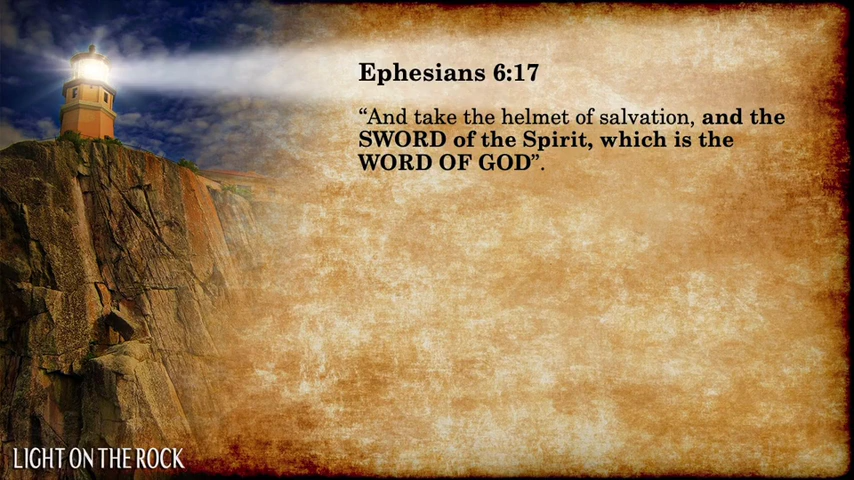 Ephesians 6:17
“And take the helmet of salvation, and the
SWORD of the Spirit, which is the
WORD OF GOD”.
LIGHT ON THE ROCK